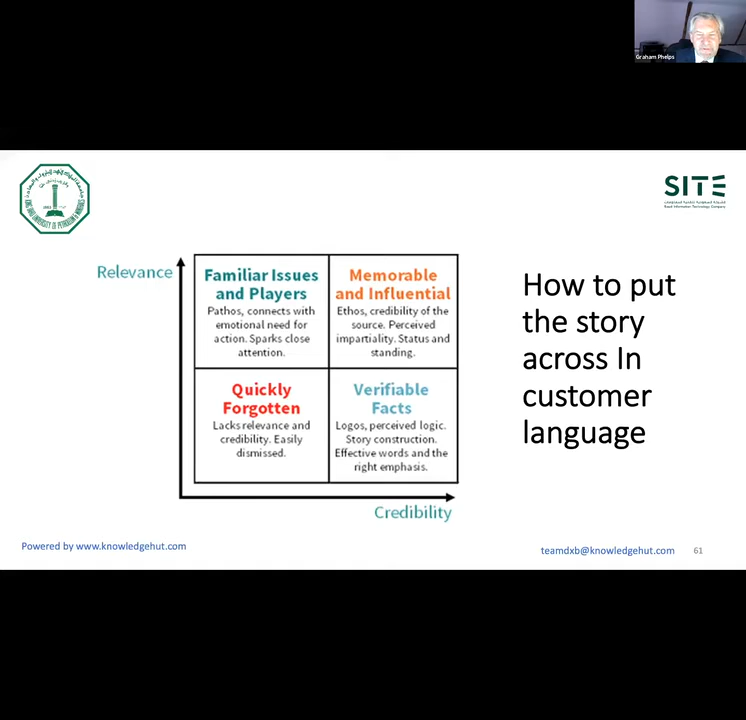 Graham Phelps
SITE
Relevance
Familiar Issues
and Players
Pathos, connects with
emotional need for
action. Sparks close
attention.
Memorable
and Influential
Ethos, credibility of the
source. Perceived
impartiality. Status and
standing.
Quickly
Forgotten
Lacks relevance and
credibility. Easily
dismissed.
Verifiable
Facts
Logos, perceived logic.
Story construction.
Effective words and the
right emphasis.
Credibility
How to put
the story
across In
customer
language
Powered by www.knowledgehut.com
teamdxb@knowledgehut.com
61